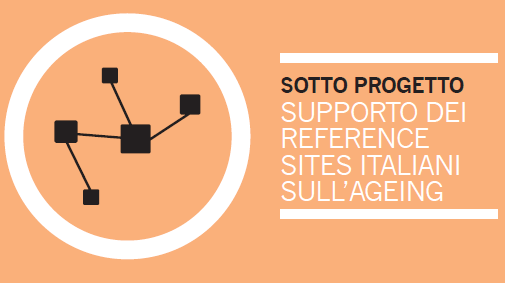 SOTTO PROGETTO
SUPPORTO DEI
REFERENCE
SITES ITALIANI
SULL'AGEING